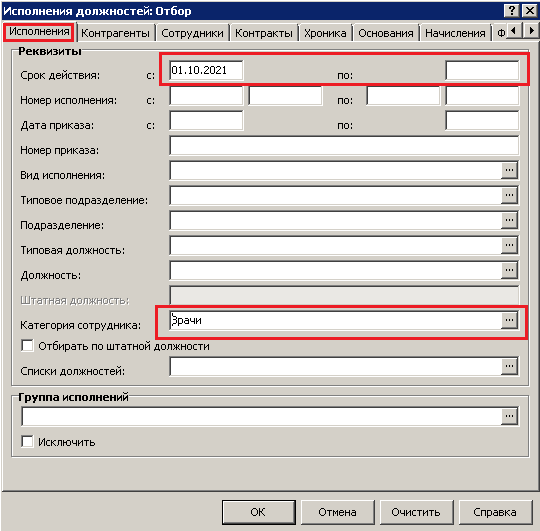 Исполнения должностей: Отбор
Исполнения Контрагенты Сотрудники Контракты Хроника Основания Начисления Ф
Реквизиты
Срок действия: с: 01.10.2021 по:
Номер исполнения: с: по:
Дата приказа: с: по:
Номер приказа:
Вид исполнения: ...
Типовое подразделение: ...
Подразделение: ...
Типовая должность: ...
Должность: ...
Штатная должность:
Категория сотрудника: Врачи ...
Отбирать по штатной должности
Списки должностей: ...
Группа исполнений
...
Исключить
ОК Отмена Очистить Справка